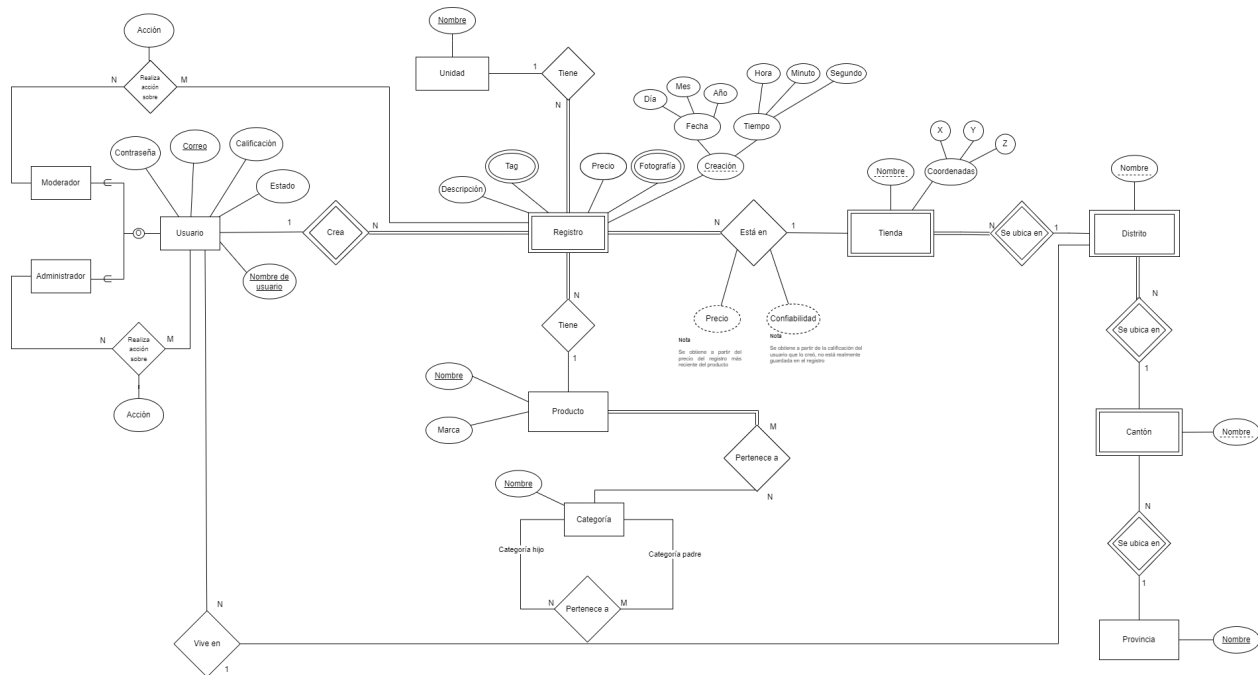 Acción
Nombre
N
Realiza
acción
sobre
M
Unidad
1
Tiene
N
Hora
Minuto
Segundo
Mes
Día
Año
Fecha
Tiempo
X
Y
Z
Contraseña
Correo
Calificación
Tag
Precio
Fotografía
Creación
Nombre
Coordenadas
Nombre
Moderador
Estado
Descripción
O
Usuario
1
Crea
N
Registro
N
Está en
1
Tienda
N
Se ubica en
1
Distrito
Administrador
Nombre de
usuario
N
Tiene
1
Precio
Confiabilidad
N
Se ubica en
1
N
Realiza
acción
sobre
M
Nota
Se obtiene a partir del
precio del registro más
reciente del producto
Nota
Se obtiene a partir de la calificación del
usuario que lo creó, no está realmente
guardada en el registro
Acción
Nombre
Marca
Producto
M
Pertenece a
N
Cantón
Nombre
Nombre
Categoría
Categoría hijo
Categoría padre
N
Pertenece a
M
N
Se ubica en
1
N
Vive en
1
Provincia
Nombre